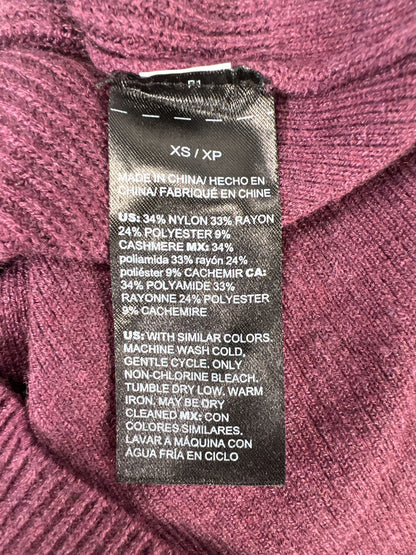 XS / XP
MADE IN CHINA/ HECHO EN
CHINA/ FABRIQUÉ EN CHINE
US: 34% NYLON 33% RAYON
24% POLYESTER 9%
CASHMERE MX: 34%
poliamida 33% rayón 24%
poliéster 9% CACHEMIR CA:
34% POLYAMIDE 33%
RAYONNE 24% POLYESTER
9% CACHEMIRE
US: WITH SIMILAR COLORS.
MACHINE WASH COLD,
GENTLE CYCLE. ONLY
NON-CHLORINE BLEACH.
TUMBLE DRY LOW. WARM
IRON, MAY BE DRY
CLEANED MX: CON
COLORES SIMILARES.
LAVAR A MÁQUINA CON
AGUA FRÍA EN CICLO